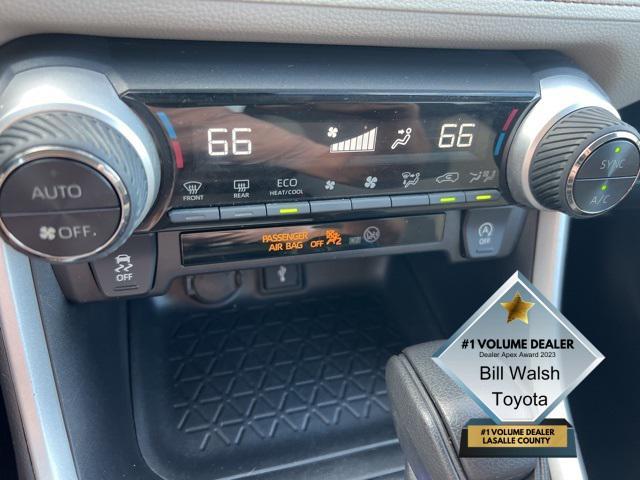 66
66
AUTO
OFF.
FRONT
REAR
ECO
HEAT/COOL
SYNC
A/C
PASSENGER
AIR BAG OFF 2
OFF
OFF
#1 VOLUME DEALER
Dealer Apex Award 2023
Bill Walsh
Toyota
#1 VOLUME DEALER
LASALLE COUNTY